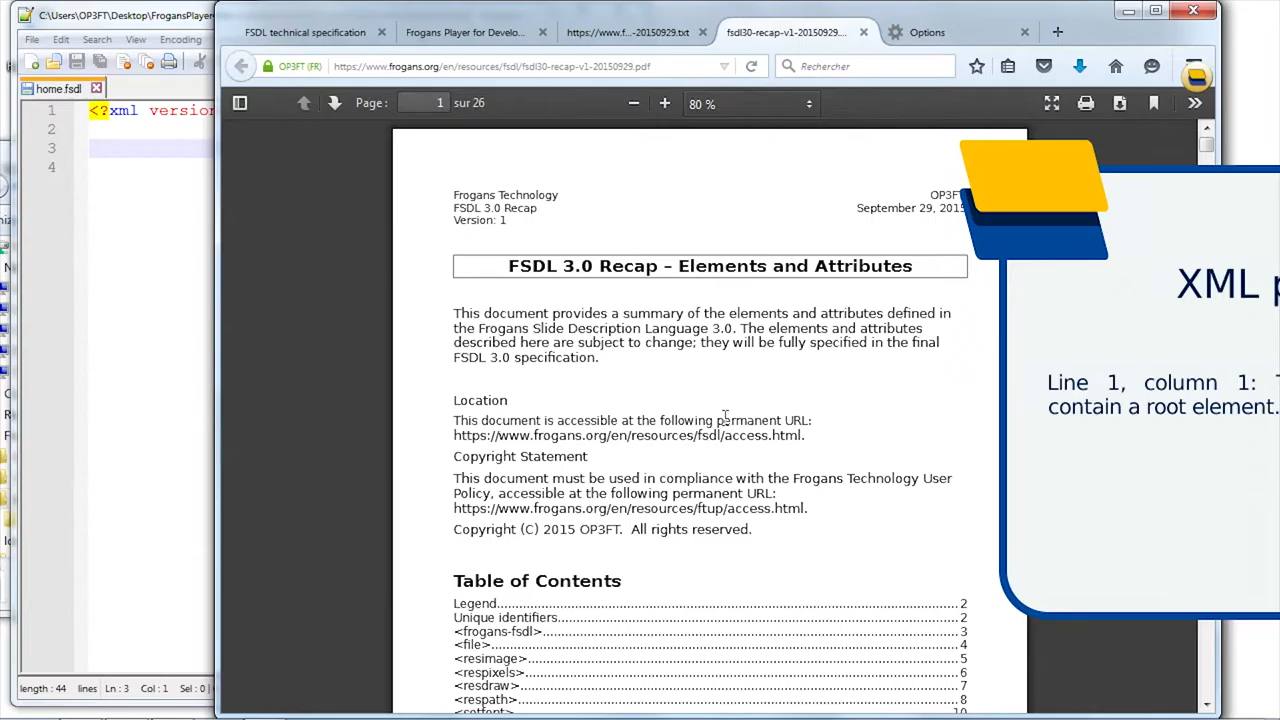 C:\Users\OP3FT\Desktop\FrogansPlayer
File Edit Search View Encoding
home.fsdl
1 <?xml version
2
3
4
length : 44 lines Ln : 3 Col : 1 Sel : 0 |
FSDL technical specification
Frogans Player for Develo...
https://www.f...-20150929.txt
fsdl30-recap-v1-20150929....
Options
OP3FT (FR) https://www.frogans.org/en/resources/fsdl/fsdl30-recap-v1-20150929.pdf
Rechercher
Page : 1 sur 26
80 %
Frogans Technology
FSDL 3.0 Recap
Version: 1
September 29, 2015
FSDL 3.0 Recap – Elements and Attributes
This document provides a summary of the elements and attributes defined in
the Frogans Slide Description Language 3.0. The elements and attributes
described here are subject to change; they will be fully specified in the final
FSDL 3.0 specification.
Location
This document is accessible at the following permanent URL:
https://www.frogans.org/en/resources/fsdl/access.html.
Copyright Statement
This document must be used in compliance with the Frogans Technology User
Policy, accessible at the following permanent URL:
https://www.frogans.org/en/resources/ftup/access.html.
Copyright (C) 2015 OP3FT. All rights reserved.
Table of Contents
Legend 2
Unique identifiers 2
<frogans-fsdl> 3
<file> 4
<resimage> 5
<respixels> 6
<resdraw> 7
<respath> 8
XML
Line 1, column 1:
contain a root element.